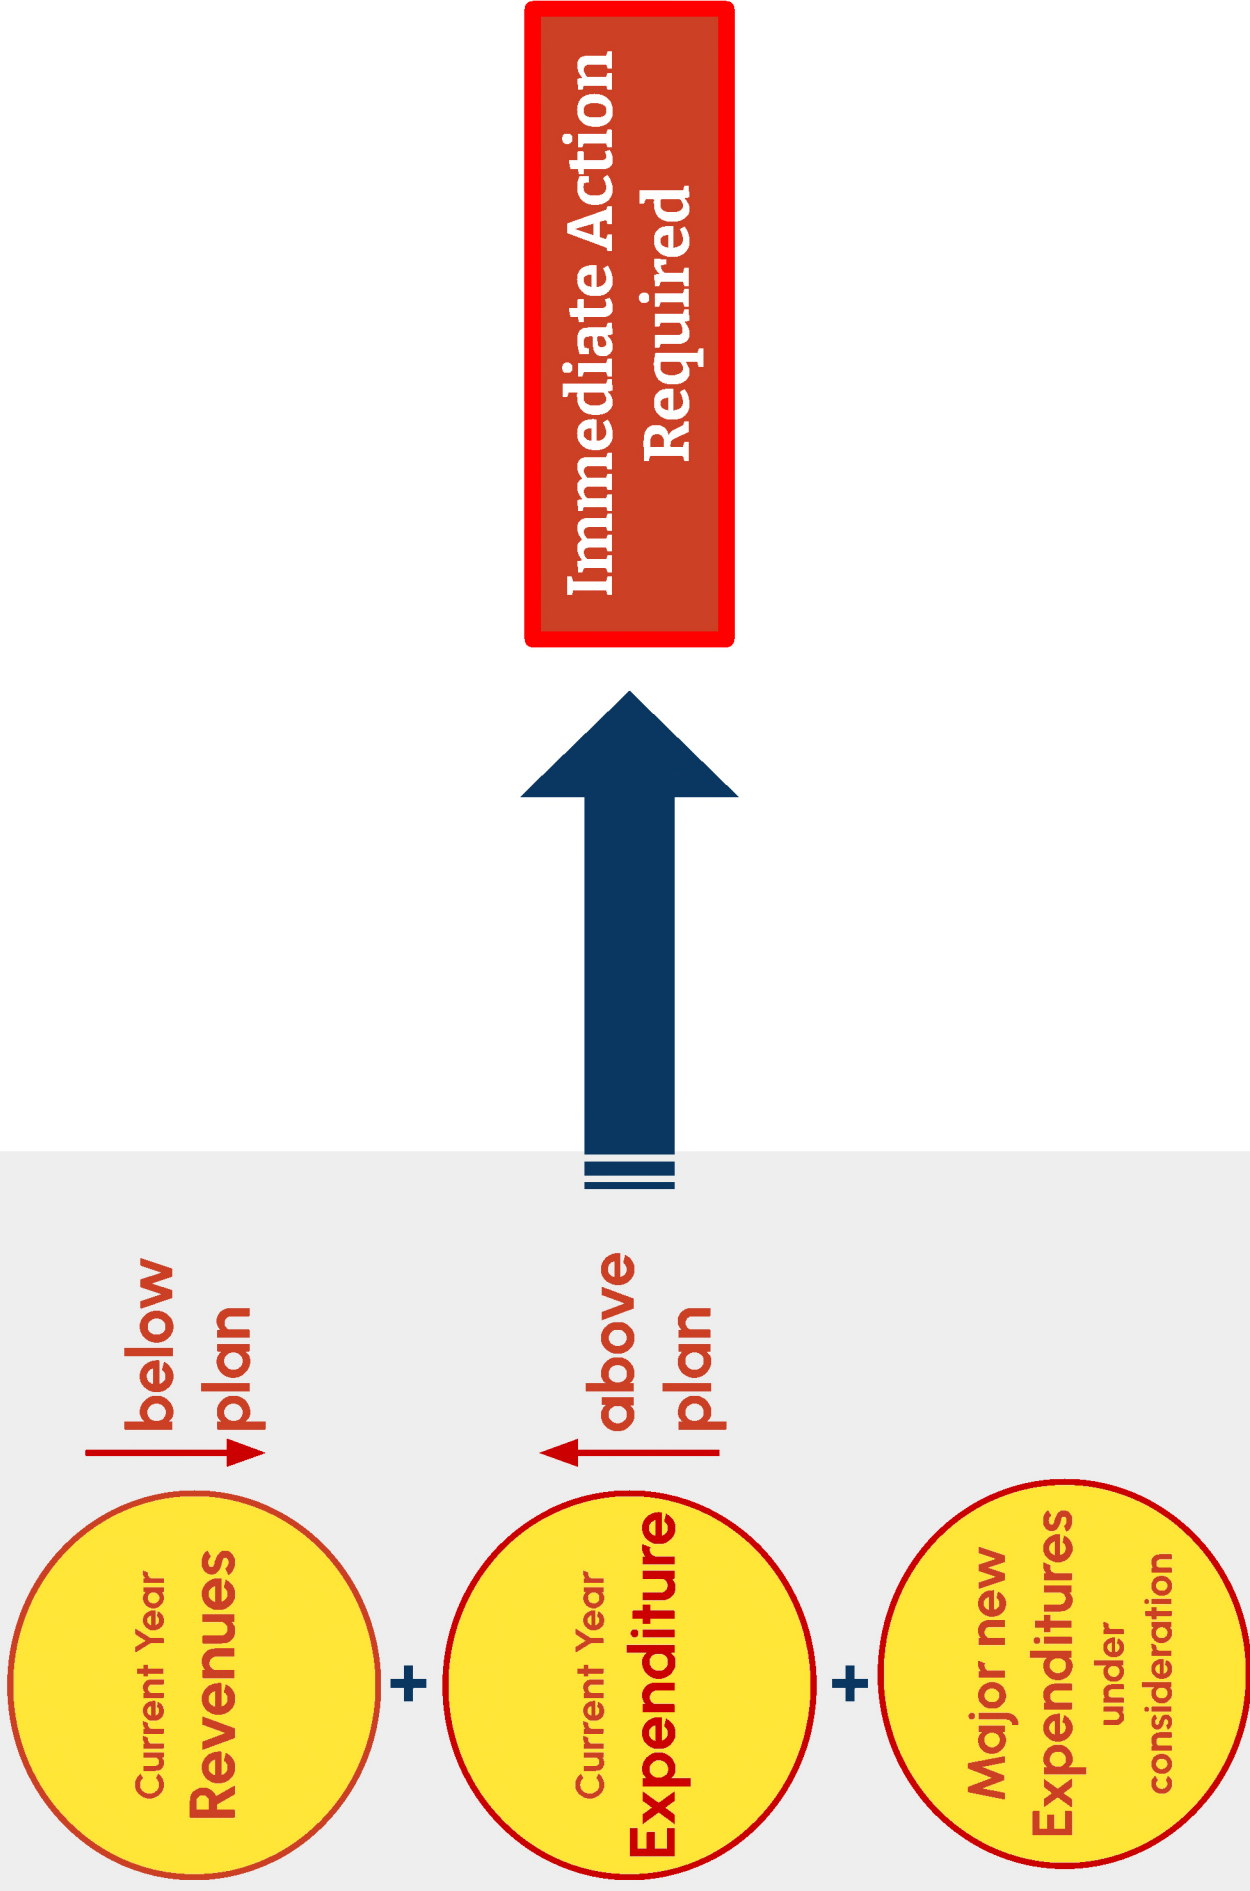 Current Year
Revenues
below
plan
+
Current Year
Expenditure
above
plan
+
Major new
Expenditures
under
consideration
Immediate Action
Required